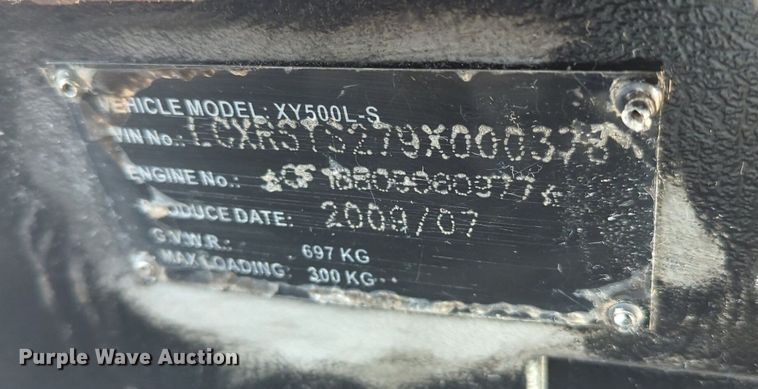 VEHICLE MODEL: XY500L-S
VIN No.:
ENGINE No.:
PRODUCE DATE: 2009/07
G.V.W.R.: 697 KG
MAX LOADING: 300 KG
Purple Wave Auction